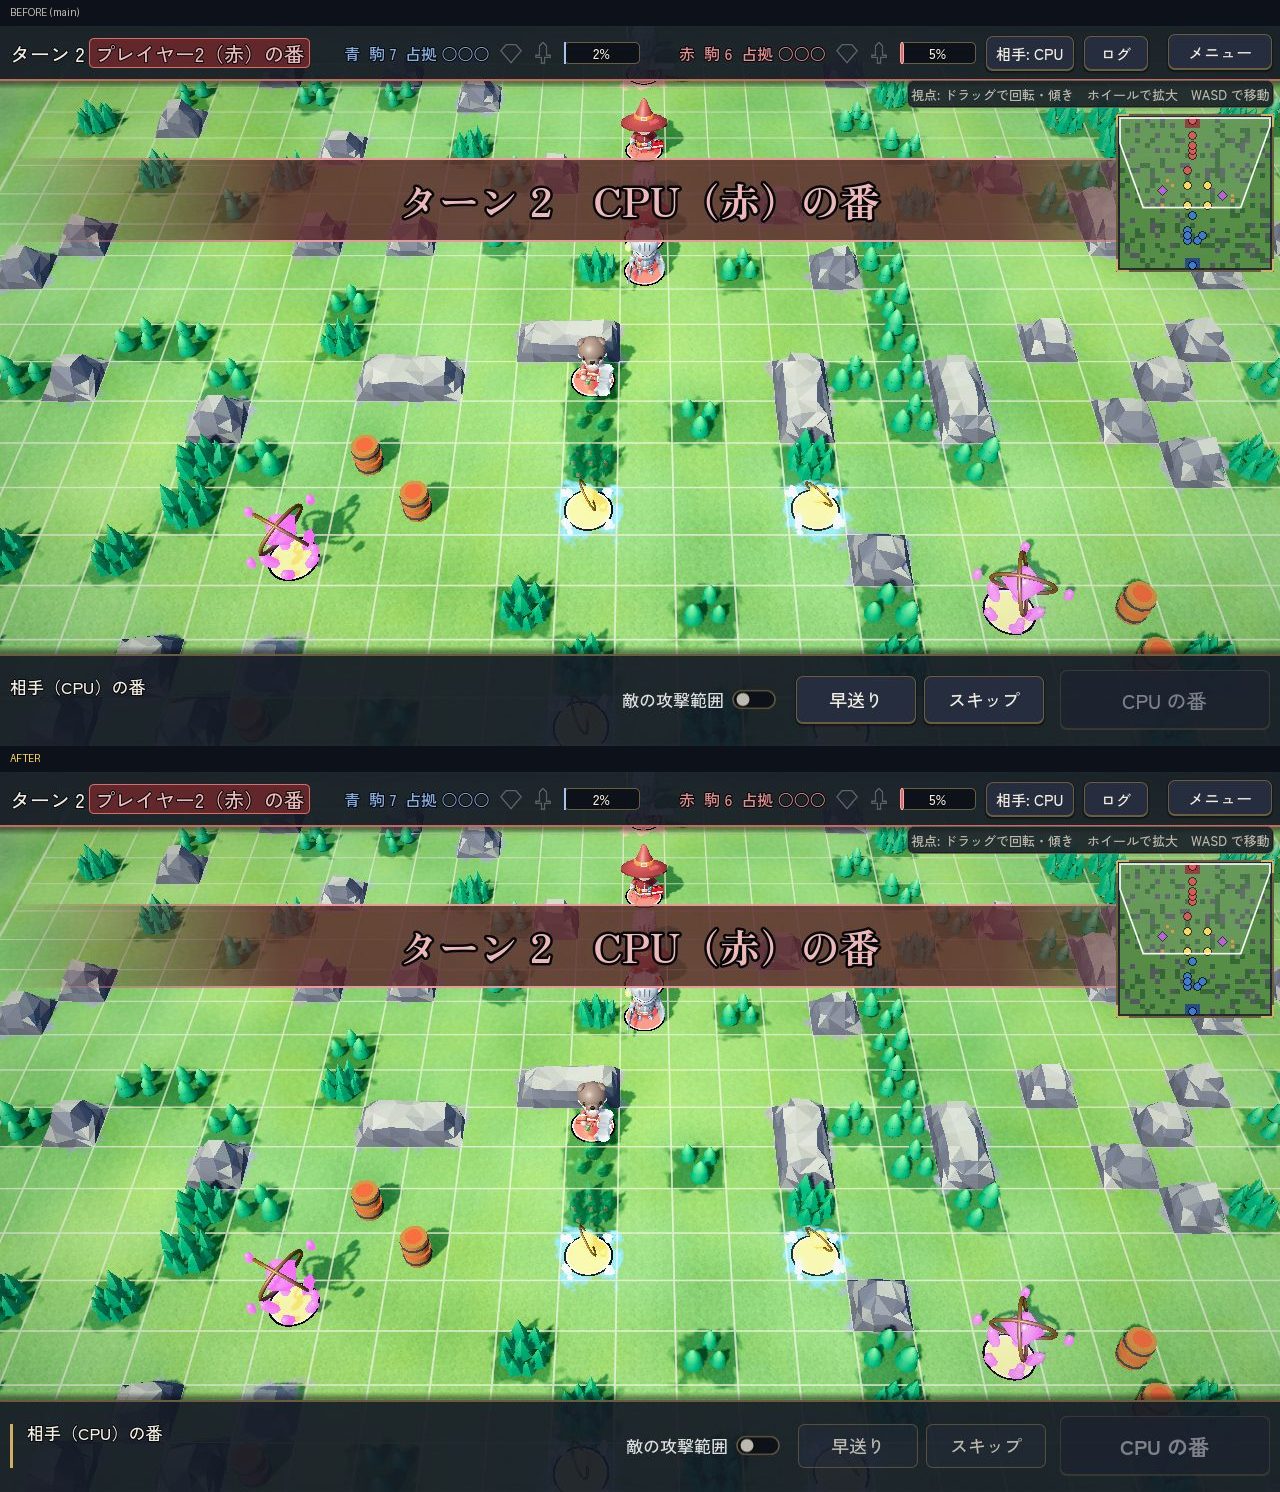 BEFORE (main)
ターン 2 プレイヤー2（赤）の番 青 駒 7 占拠 〇〇〇 2% 赤 駒 6 占拠 〇〇〇 5% 相手: CPU ログ メニュー
視点: ドラッグで回転・傾き ホイールで拡大 WASD で移動
ターン 2 CPU（赤）の番
相手（CPU）の番 敵の攻撃範囲 早送り スキップ CPU の番
AFTER
ターン 2 プレイヤー2（赤）の番 青 駒 7 占拠 〇〇〇 2% 赤 駒 6 占拠 〇〇〇 5% 相手: CPU ログ メニュー
視点: ドラッグで回転・傾き ホイールで拡大 WASD で移動
ターン 2 CPU（赤）の番
相手（CPU）の番 敵の攻撃範囲 早送り スキップ CPU の番